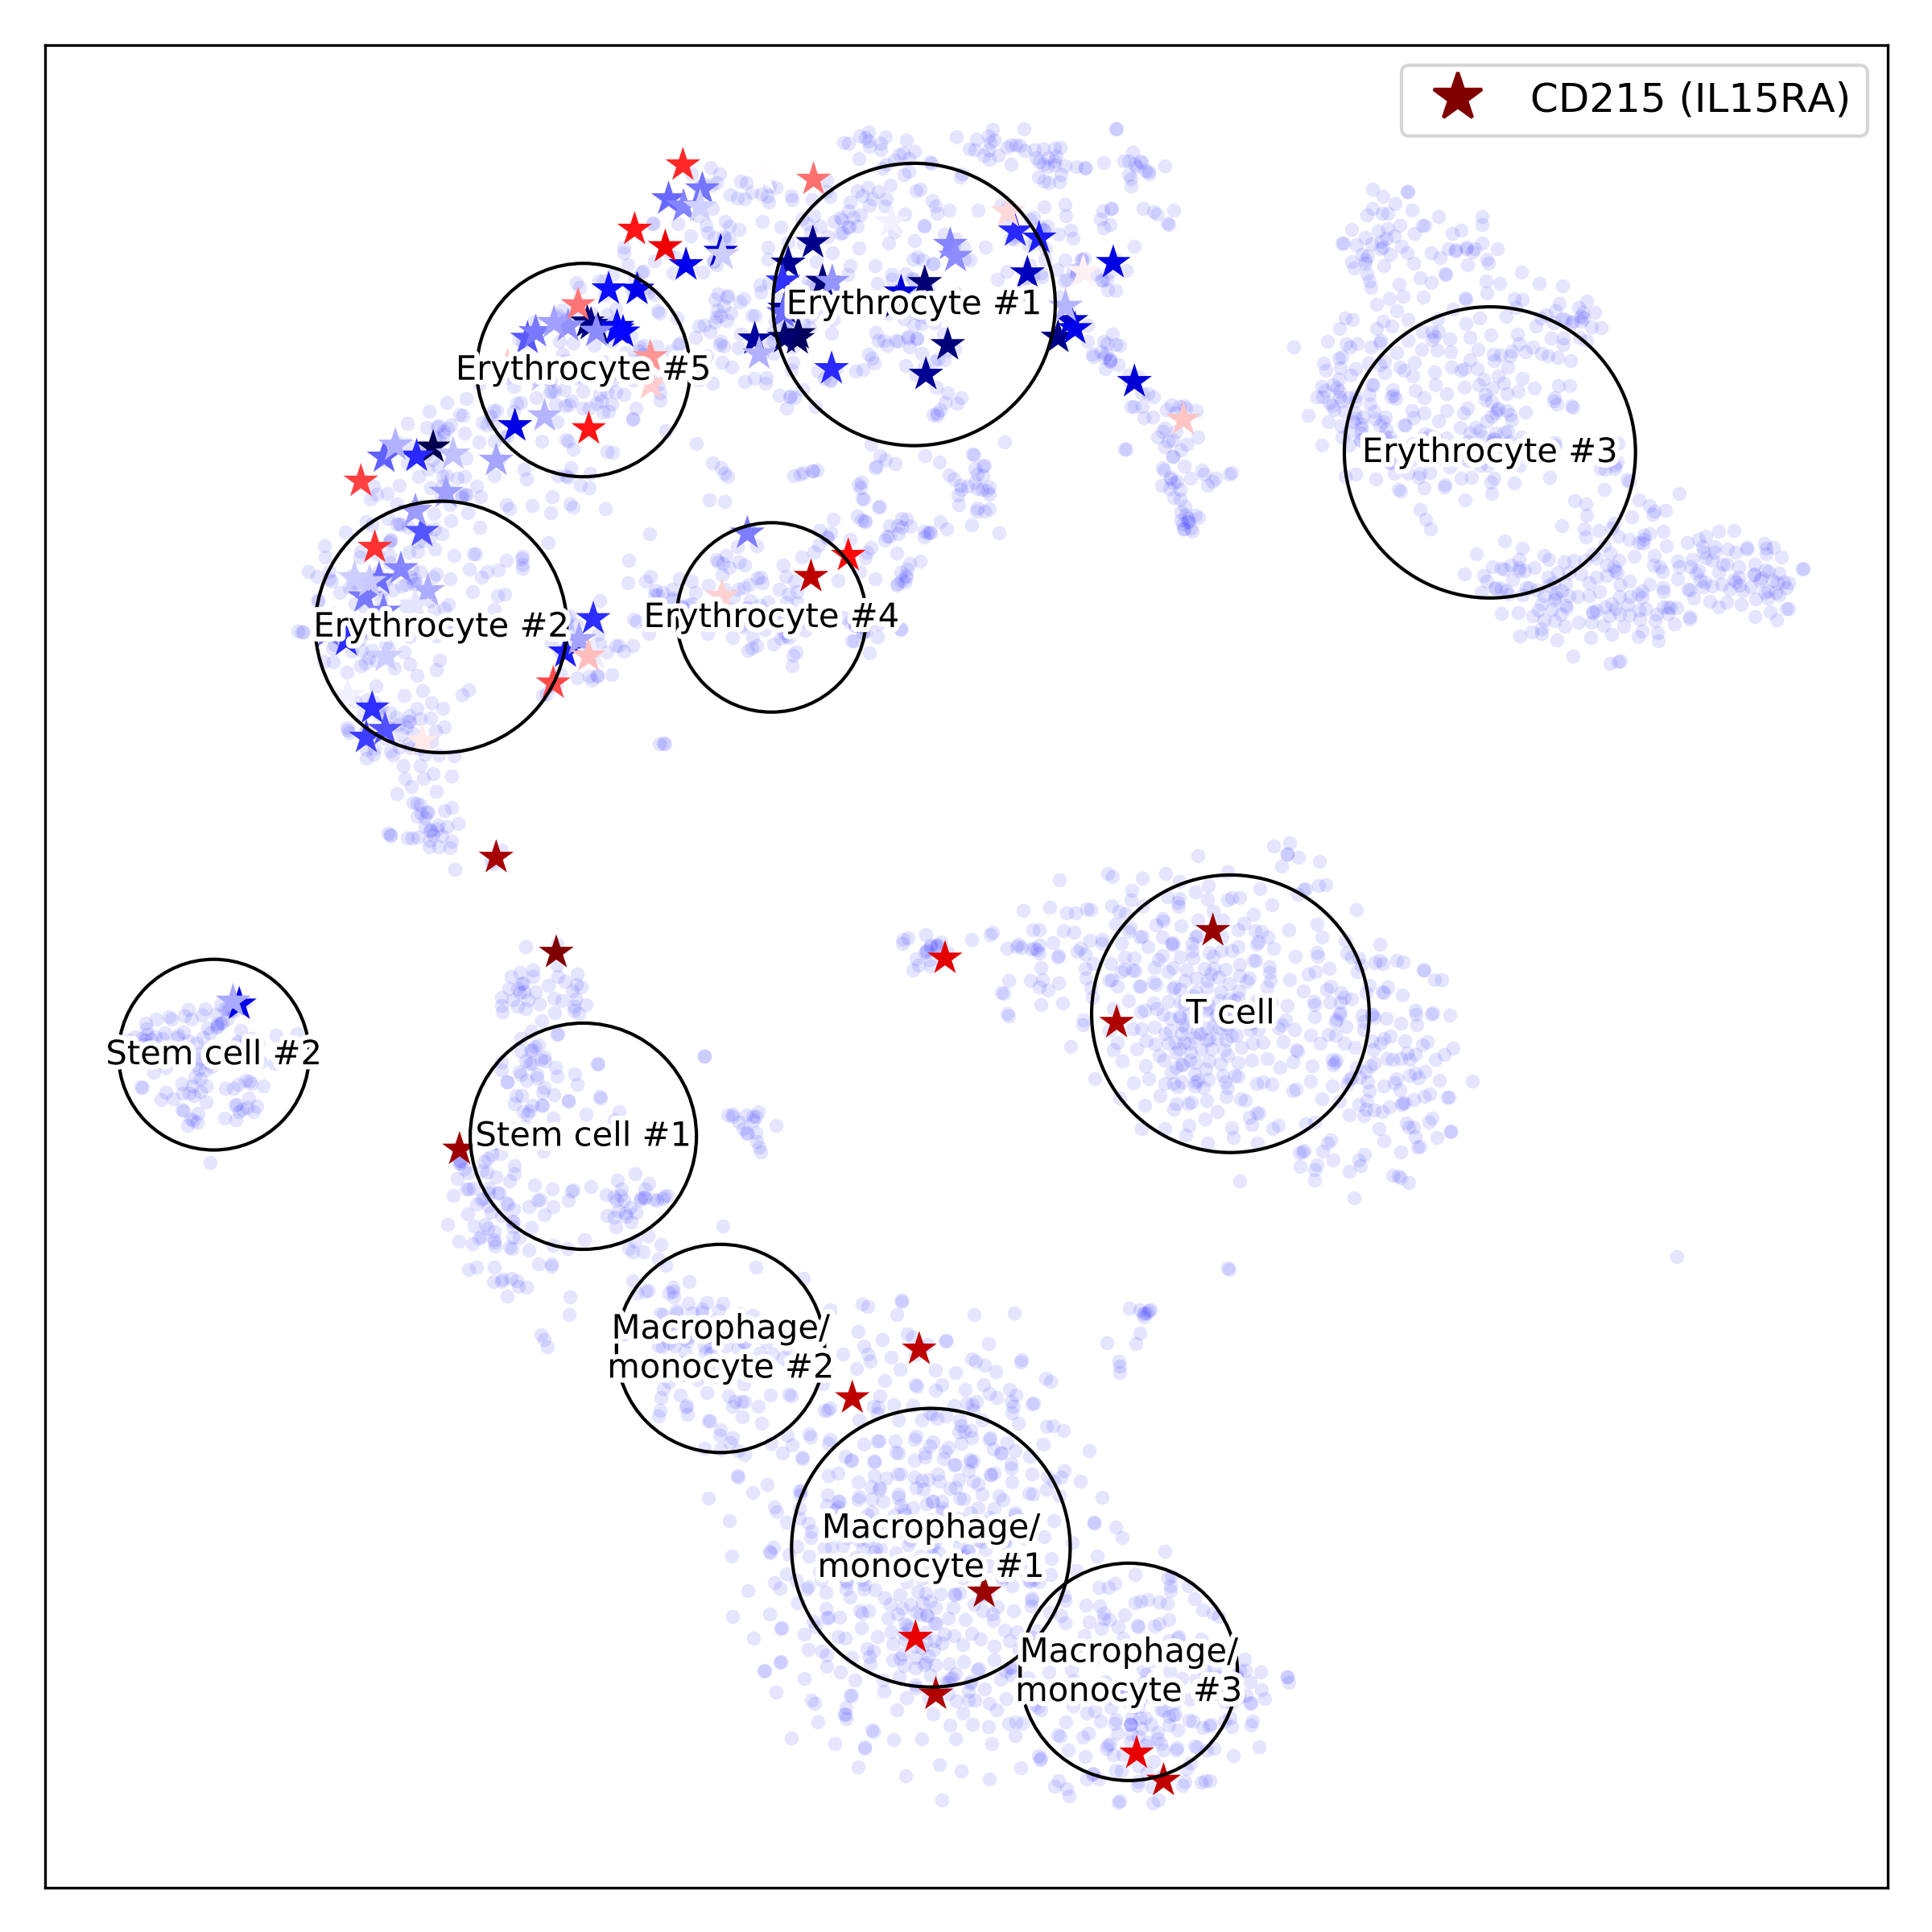 CD215 (IL15RA)
Erythrocyte #1
Erythrocyte #5
Erythrocyte #3
Erythrocyte #4
Erythrocyte #2
T cell
Stem cell #2
Stem cell #1
Macrophage/
monocyte #2
Macrophage/
monocyte #1
Macrophage/
monocyte #3